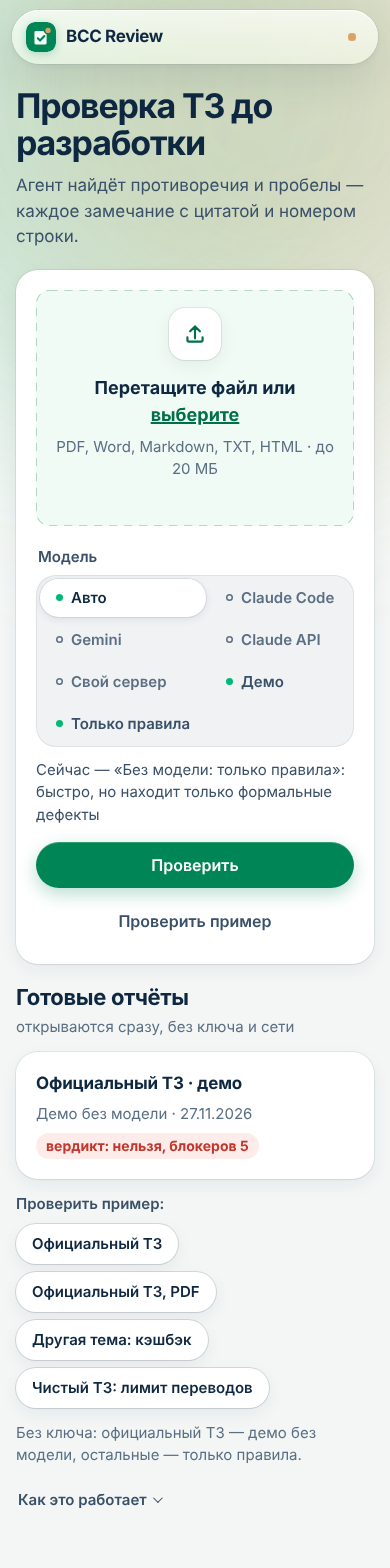 BCC Review
Проверка ТЗ до
разработки
Агент найдёт противоречия и пробелы —
каждое замечание с цитатой и номером
строки.
Перетащите файл или
выберите
PDF, Word, Markdown, TXT, HTML · до
20 МБ
Модель
Авто
Claude Code
Gemini
Claude API
Свой сервер
Демо
Только правила
Сейчас — «Без модели: только правила»:
быстро, но находит только формальные
дефекты
Проверить
Проверить пример
Готовые отчёты
открываются сразу, без ключа и сети
Официальный ТЗ · демо
Демо без модели · 27.11.2026
вердикт: нельзя, блокеров 5
Проверить пример:
Официальный ТЗ
Официальный ТЗ, PDF
Другая тема: кэшбэк
Чистый ТЗ: лимит переводов
Без ключа: официальный ТЗ — демо без
модели, остальные — только правила.
Как это работает